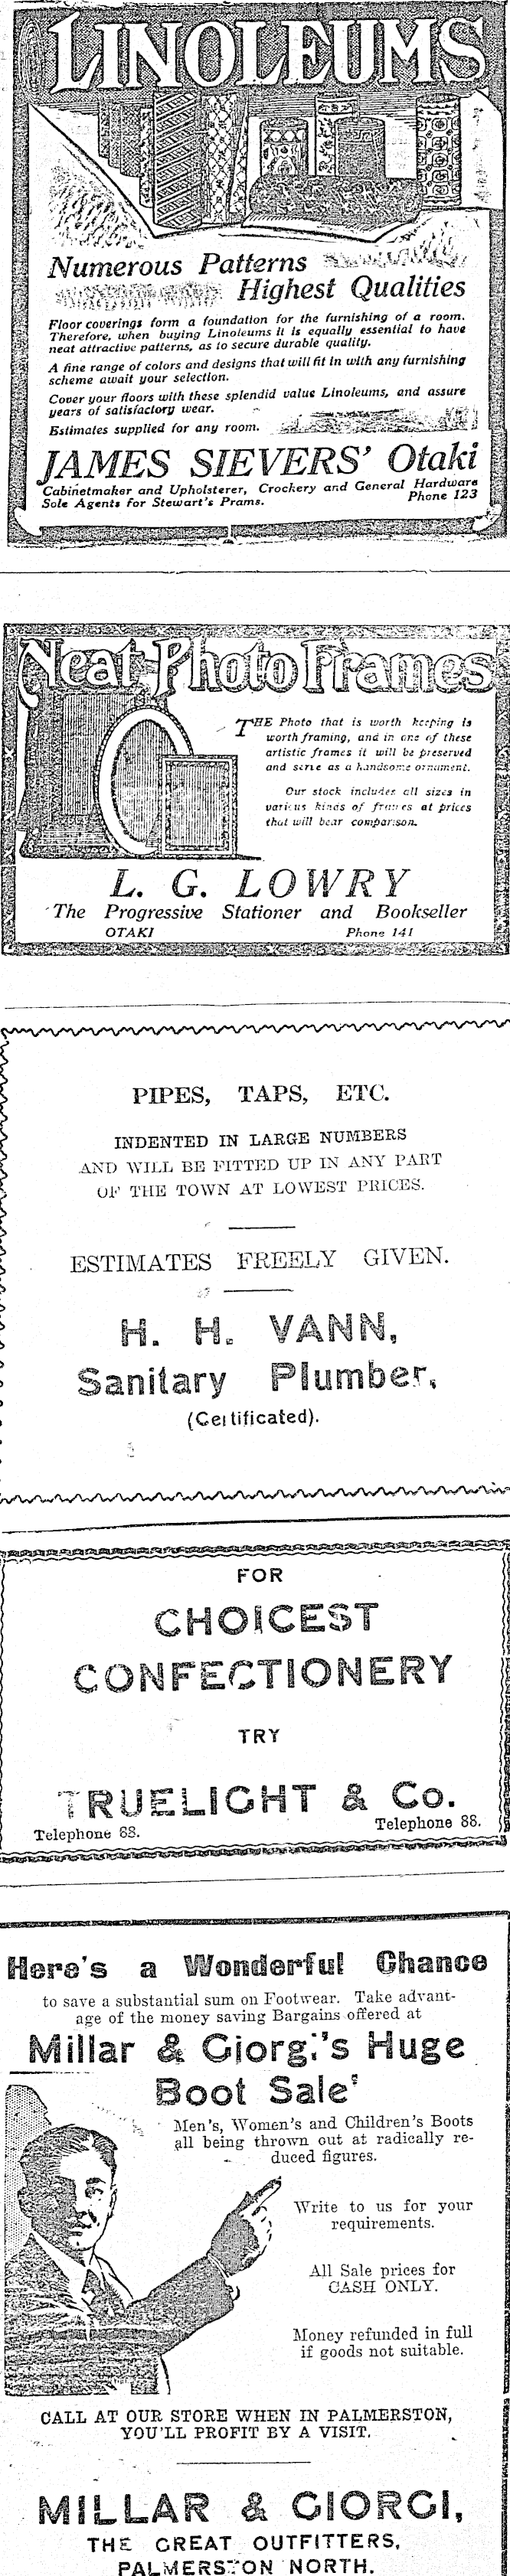 LINOLEUMS
Numerous Patterns
Highest Qualities
Floor coverings form a foundation for the furnishing of a room.
Therefore, when buying Linoleums it is equally essential to have
neat attractive patterns, as to secure durable quality.
A fine range of colors and designs that will fit in with any furnishing
scheme await your selection.
Cover your floors with these splendid value Linoleums, and assure
years of satisfactory wear.
Estimates supplied for any room.
JAMES SIEVERS' Otaki
Cabinetmaker and Upholsterer, Crockery and General Hardware
Sole Agents for Stewart's Prams. Phone 123
Neat Photo Frames
THE Photo that is worth keeping is
worth framing, and in one of these
artistic frames it will be preserved
and serve as a handsome ornament.
Our stock includes all sizes in
various kinds of frames at prices
that will bear comparison.
L. G. LOWRY
The Progressive Stationer and Bookseller
OTAKI Phone 141
PIPES, TAPS, ETC.
INDENTED IN LARGE NUMBERS
AND WILL BE FITTED UP IN ANY PART
OF THE TOWN AT LOWEST PRICES.
ESTIMATES FREELY GIVEN.
H. H. VANN,
Sanitary Plumber,
(Certificated).
FOR
CHOICEST
CONFECTIONERY
TRY
TRUELIGHT & Co.
Telephone 88. Telephone 88.
Here's a Wonderful Chance
to save a substantial sum on Footwear. Take advant-
age of the money saving Bargains offered at
Millar & Giorgi's Huge
Boot Sale'
Men's, Women's and Children's Boots
all being thrown out at radically re-
duced figures.
Write to us for your
requirements.
All Sale prices for
CASH ONLY.
Money refunded in full
if goods not suitable.
CALL AT OUR STORE WHEN IN PALMERSTON,
YOU'LL PROFIT BY A VISIT.
MILLAR & GIORGI,
THE GREAT OUTFITTERS,
PALMERSTON NORTH.